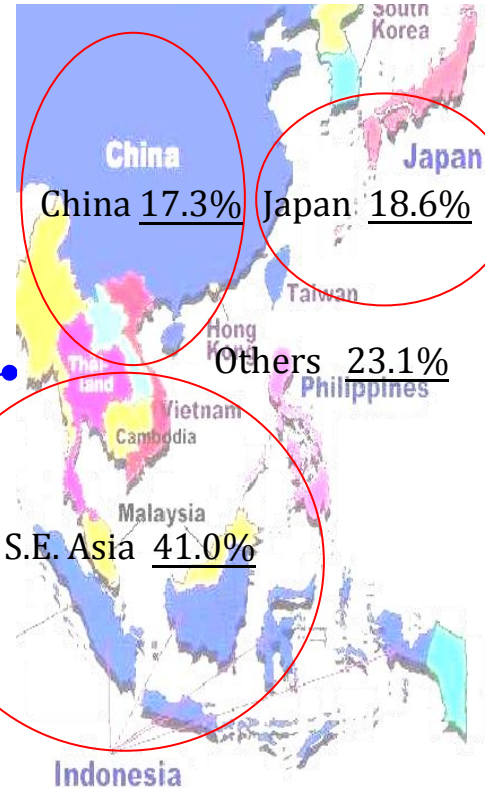 South
Korea
China
Japan
China 17.3%
Japan 18.6%
Taiwan
Hong
Kong
Others 23.1%
Thai-
land
Philippines
Vietnam
Cambodia
Malaysia
S.E. Asia 41.0%
Indonesia